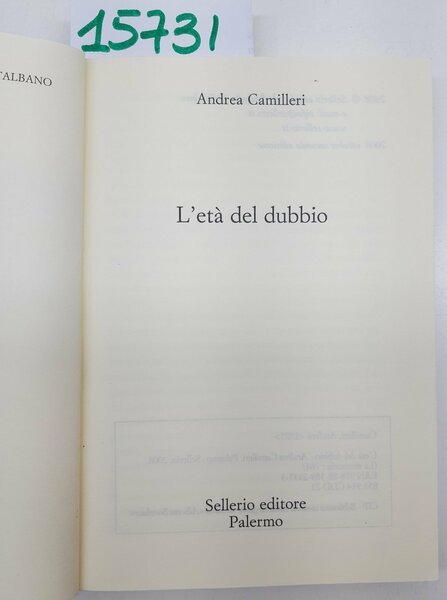 15731
TALBANO
Andrea Camilleri
L'età del dubbio
Sellerio editore
Palermo